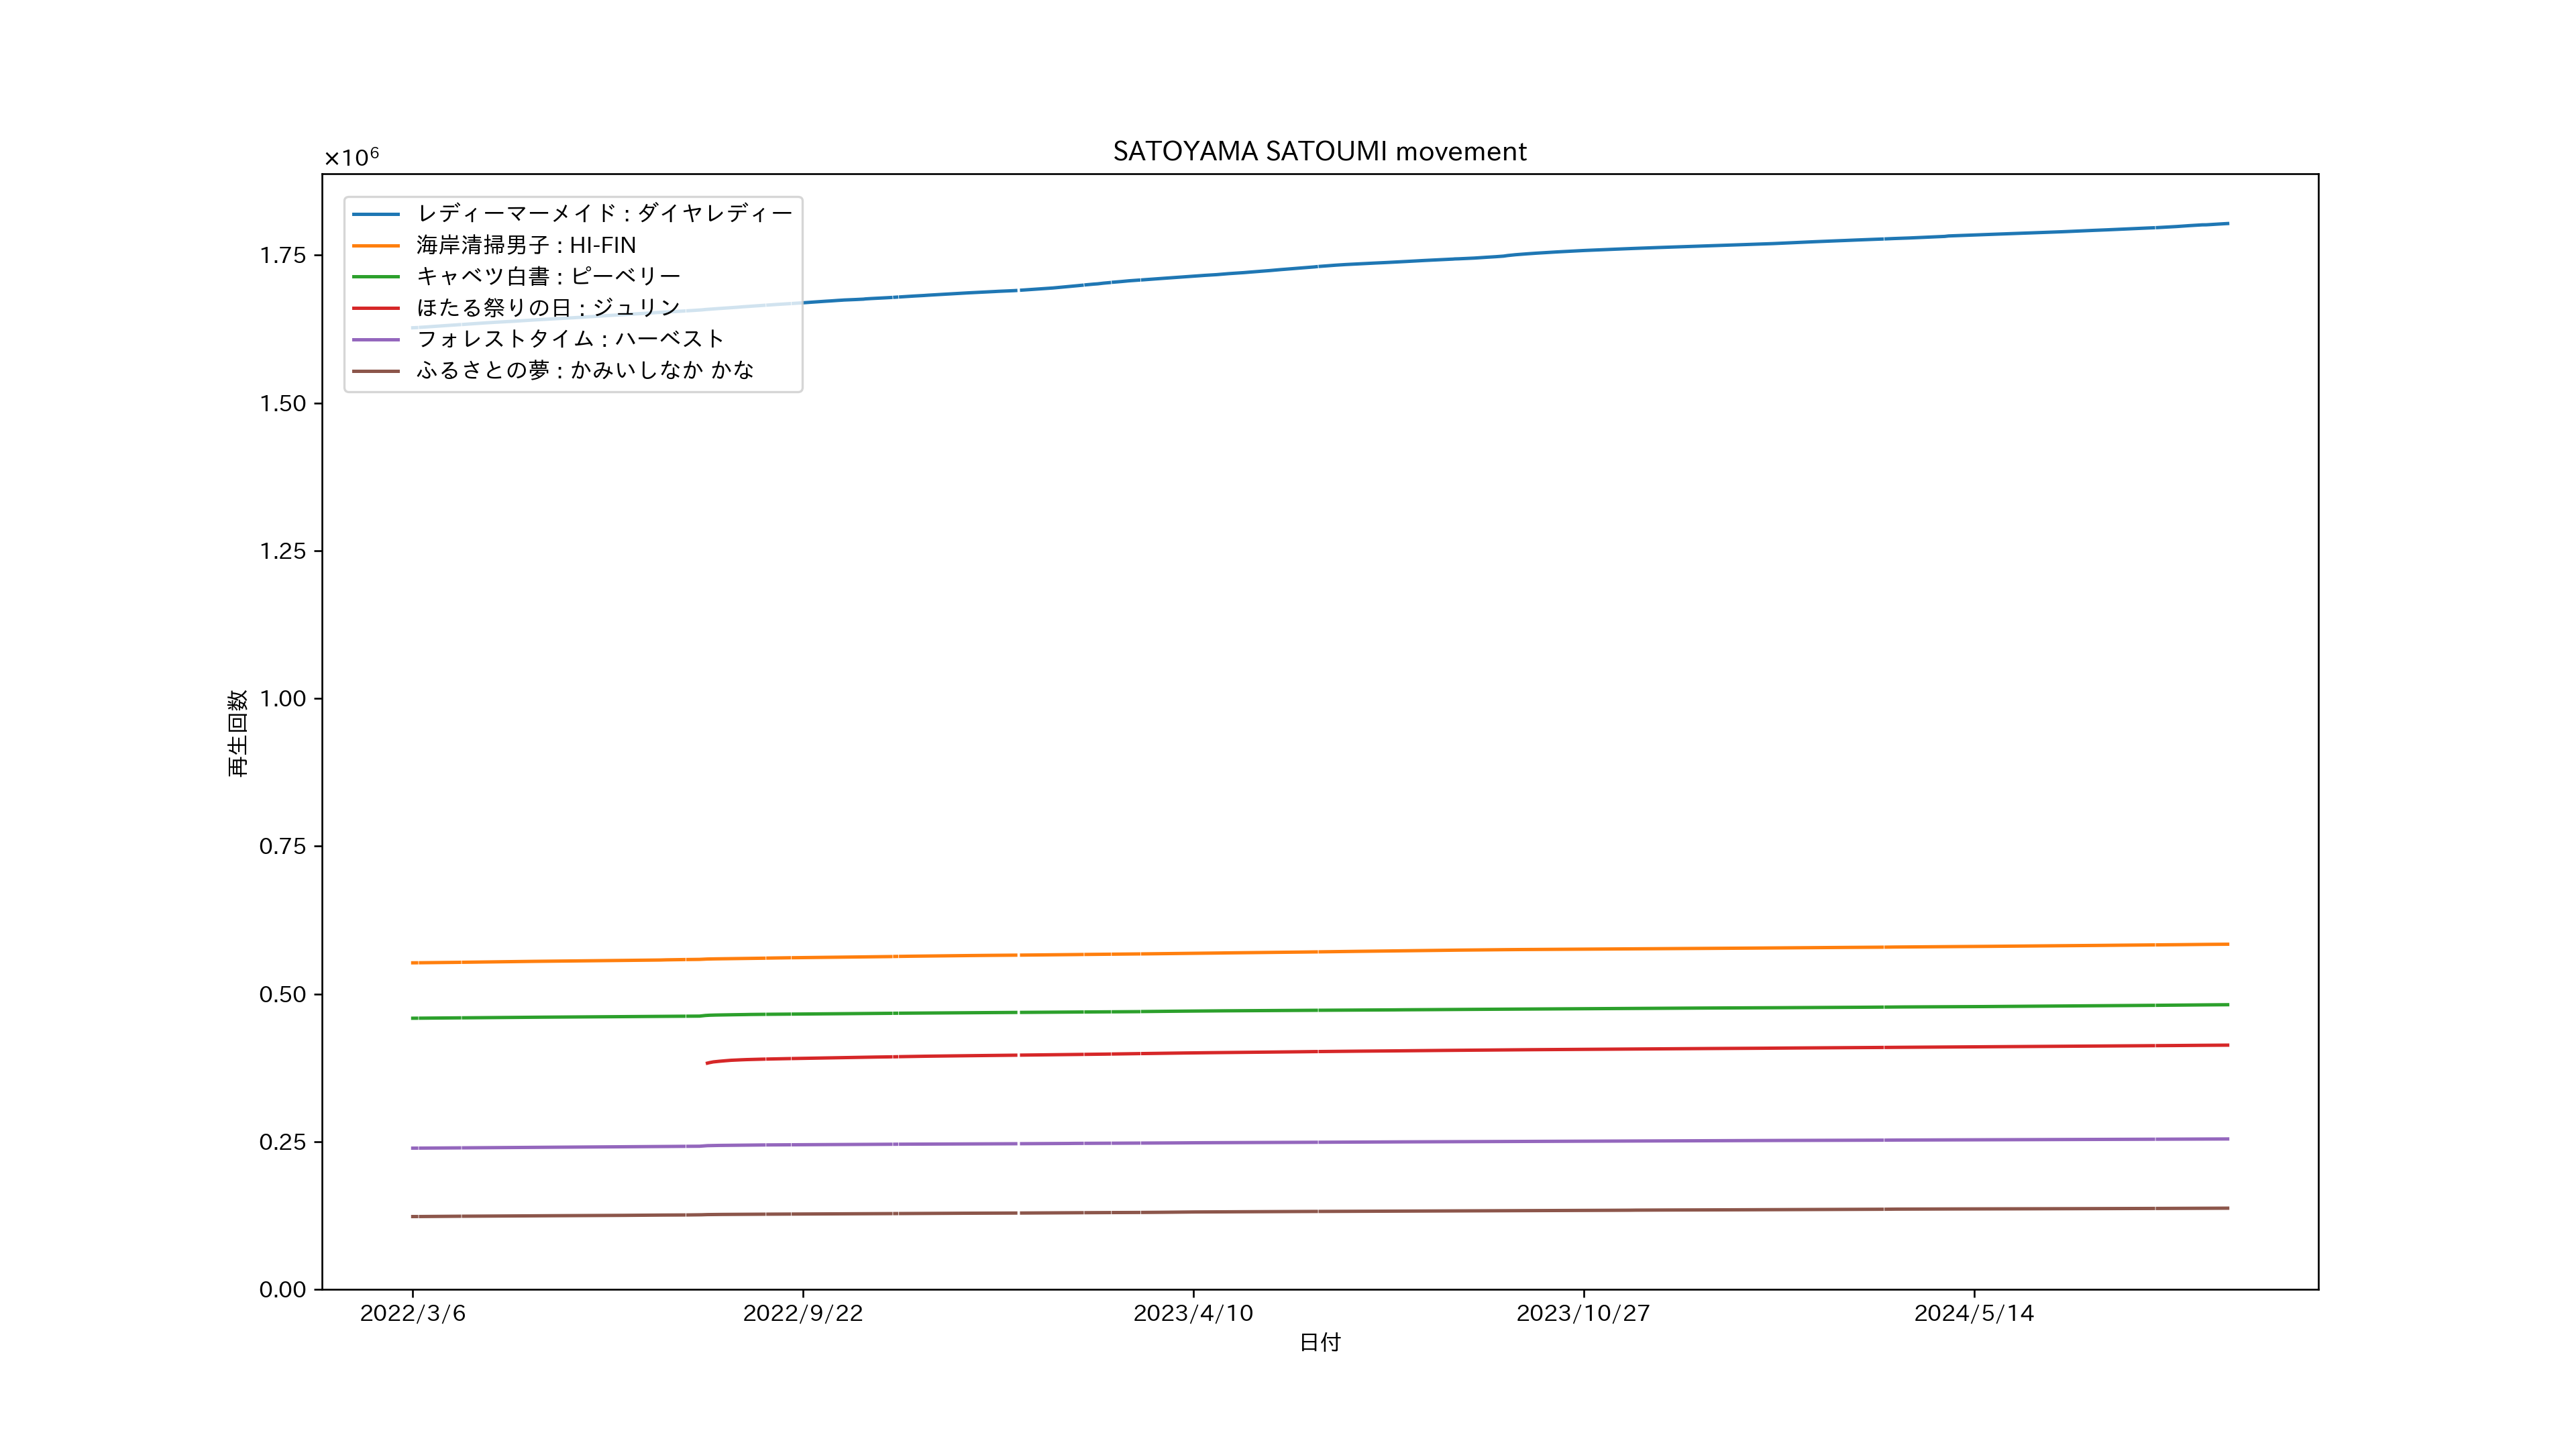 SATOYAMA SATOUMI movement
×10⁶
レディーマーメイド : ダイヤレディー
海岸清掃男子 : HI-FIN
キャベツ白書 : ピーベリー
ほたる祭りの日 : ジュリン
フォレストタイム : ハーベスト
ふるさとの夢 : かみいしなか かな
1.75
1.50
1.25
1.00
0.75
0.50
0.25
0.00
再生回数
2022/3/6 2022/9/22 2023/4/10 2023/10/27 2024/5/14
日付